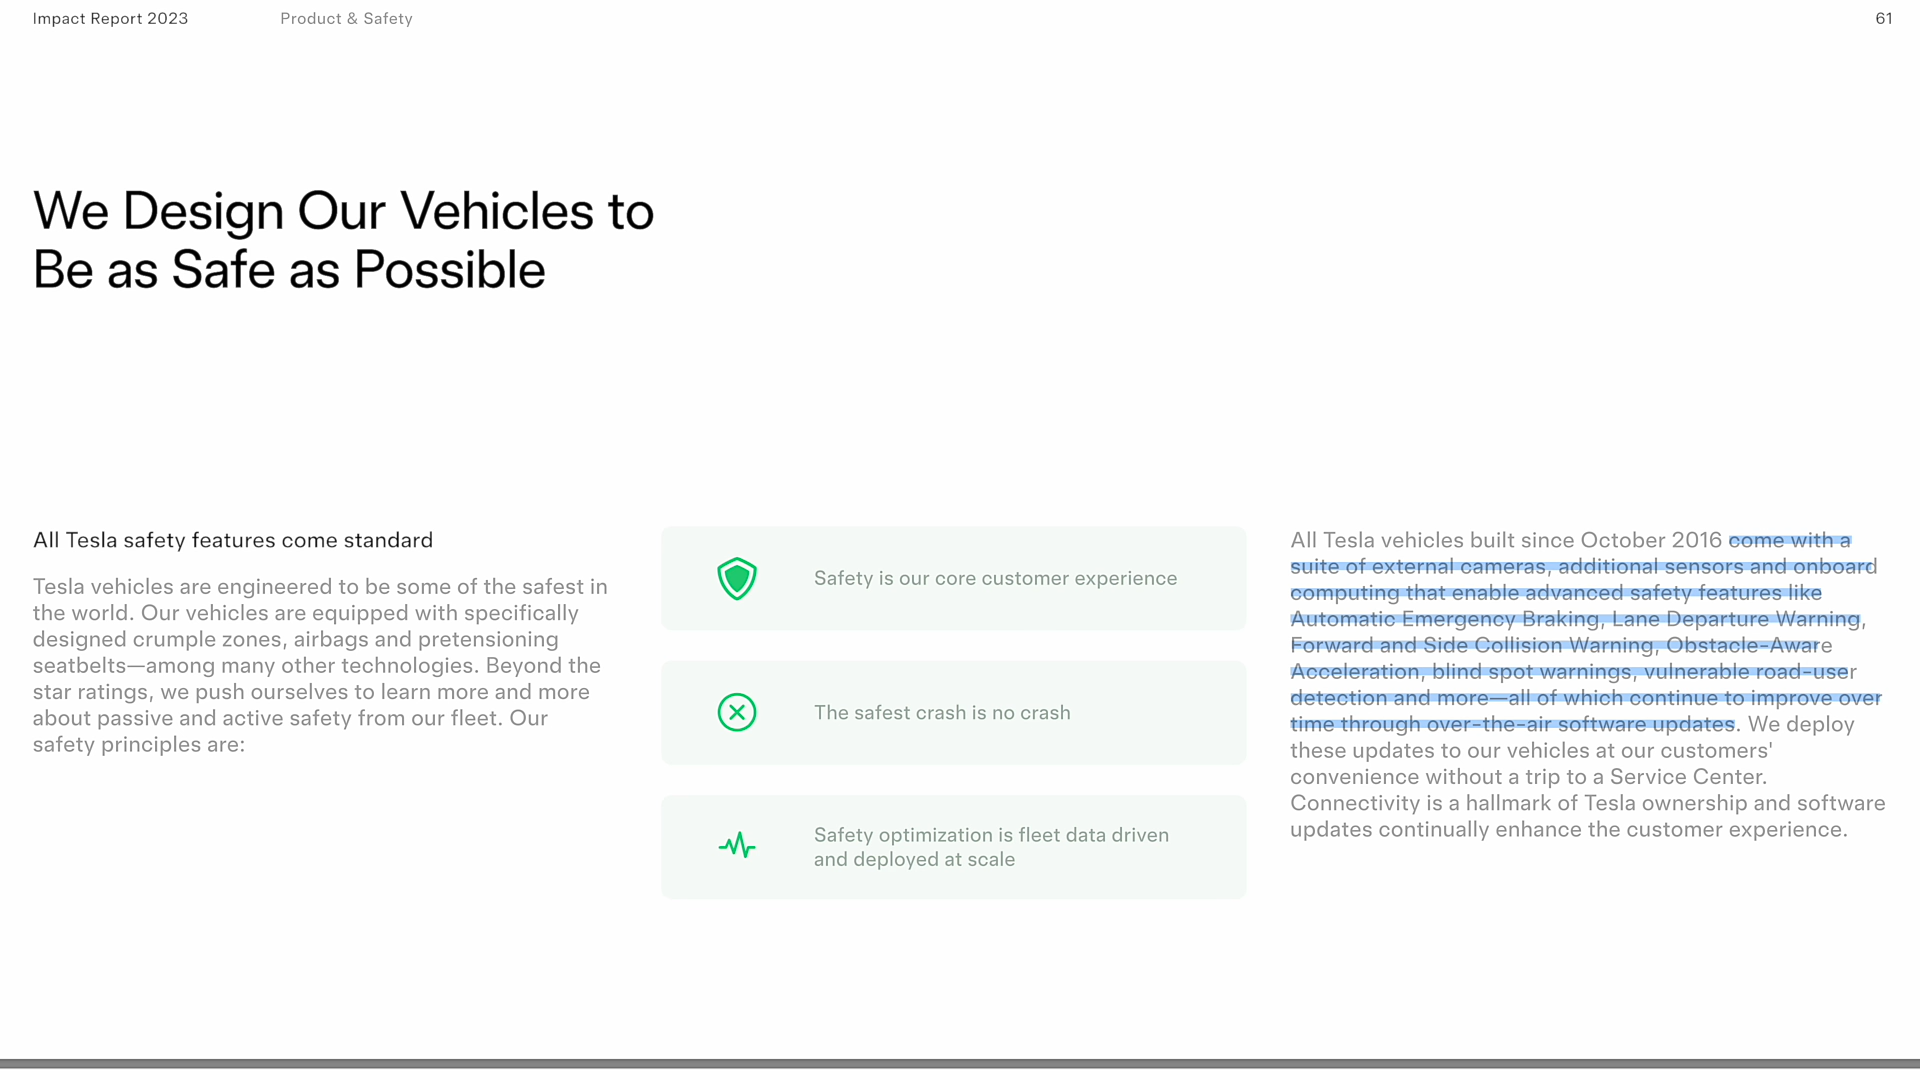 Impact Report 2023
Product & Safety
61
We Design Our Vehicles to
Be as Safe as Possible
All Tesla safety features come standard
Tesla vehicles are engineered to be some of the safest in
the world. Our vehicles are equipped with specifically
designed crumple zones, airbags and pretensioning
seatbelts—among many other technologies. Beyond the
star ratings, we push ourselves to learn more and more
about passive and active safety from our fleet. Our
safety principles are:
Safety is our core customer experience
The safest crash is no crash
Safety optimization is fleet data driven
and deployed at scale
All Tesla vehicles built since October 2016 come with a
suite of external cameras, additional sensors and onboard
computing that enable advanced safety features like
Automatic Emergency Braking, Lane Departure Warning,
Forward and Side Collision Warning, Obstacle-Aware
Acceleration, blind spot warnings, vulnerable road-user
detection and more—all of which continue to improve over
time through over-the-air software updates. We deploy
these updates to our vehicles at our customers'
convenience without a trip to a Service Center.
Connectivity is a hallmark of Tesla ownership and software
updates continually enhance the customer experience.